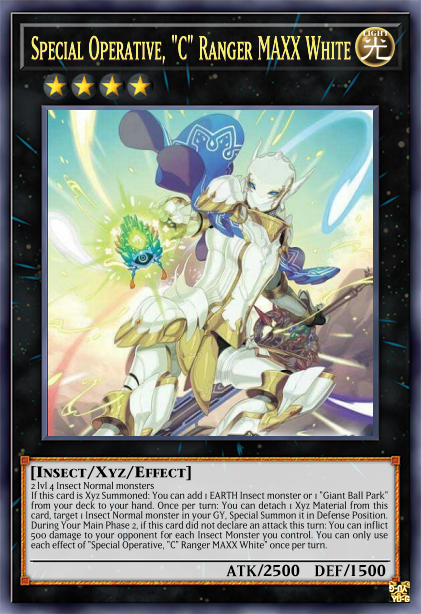 Special Operative, "C" Ranger MAXX White
LIGHT
光
[Insect/Xyz/Effect]
2 lvl 4 Insect Normal monsters
If this card is Xyz Summoned: You can add 1 EARTH Insect monster or 1 "Giant Ball Park"
from your deck to your hand. Once per turn: You can detach 1 Xyz Material from this
card, target 1 Insect Normal monster in your GY, Special Summon it in Defense Position.
During Your Main Phase 2, if this card did not declare an attack this turn: You can inflict
500 damage to your opponent for each Insect Monster you control. You can only use
each effect of "Special Operative, "C" Ranger MAXX White" once per turn.
ATK/2500 DEF/1500